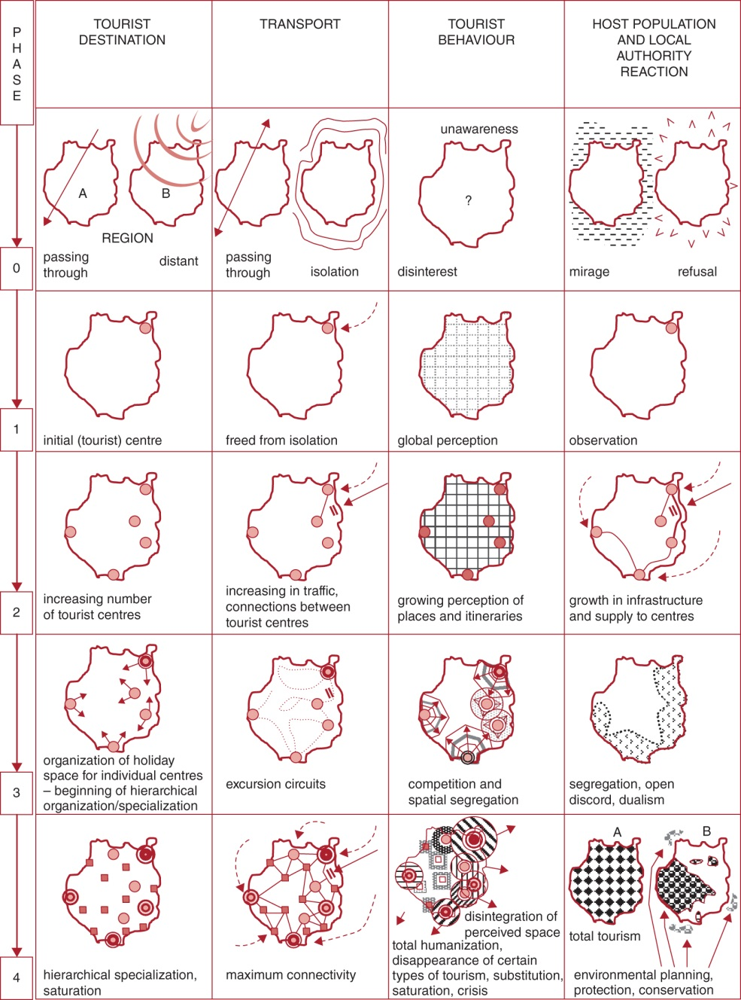 PHASE
TOURIST
DESTINATION
TRANSPORT
TOURIST
BEHAVIOUR
HOST POPULATION
AND LOCAL
AUTHORITY
REACTION
0
A
B
REGION
passing
through
distant
passing
through
isolation
unawareness
?
disinterest
mirage
refusal
1
initial (tourist) centre
freed from isolation
global perception
observation
2
increasing number
of tourist centres
increasing in traffic,
connections between
tourist centres
growing perception of
places and itineraries
growth in infrastructure
and supply to centres
3
organization of holiday
space for individual centres
– beginning of hierarchical
organization/specialization
excursion circuits
competition and
spatial segregation
segregation, open
discord, dualism
4
hierarchical specialization,
saturation
maximum connectivity
disintegration of
perceived space
total humanization,
disappearance of certain
types of tourism, substitution,
saturation, crisis
A
B
total tourism
environmental planning,
protection, conservation